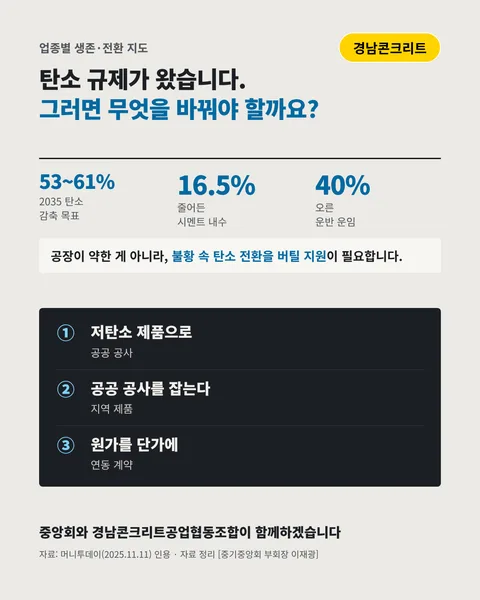 업종별 생존·전환 지도
경남콘크리트
탄소 규제가 왔습니다.
그러면 무엇을 바꿔야 할까요?
53~61%
2035 탄소
감축 목표
16.5%
줄어든
시멘트 내수
40%
오른
운반 운임
공장이 약한 게 아니라, 불황 속 탄소 전환을 버틸 지원이 필요합니다.
① 저탄소 제품으로
공공 공사
② 공공 공사를 잡는다
지역 제품
③ 원가를 단가에
연동 계약
중앙회와 경남콘크리트공업협동조합이 함께하겠습니다
자료: 머니투데이(2025.11.11) 인용 · 자료 정리 [중기중앙회 부회장 이재광]